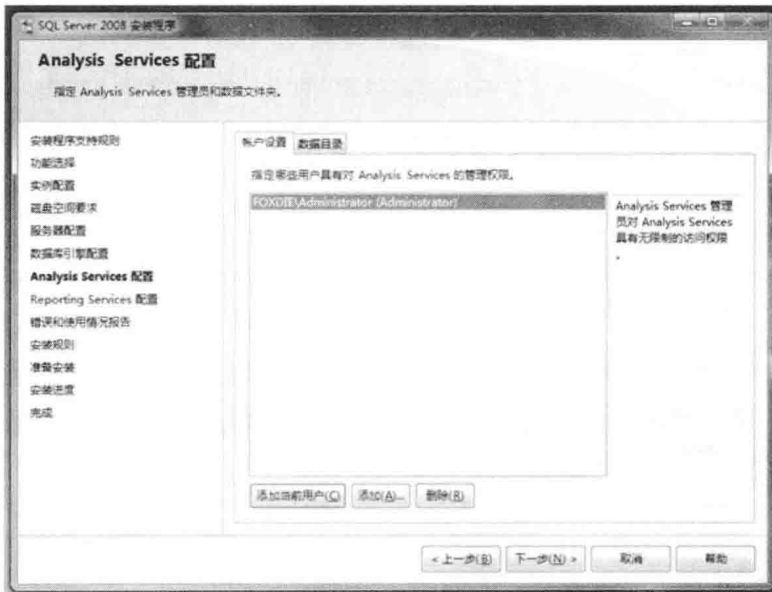 SQL Server 2008 安装程序
Analysis Services 配置
指定 Analysis Services 管理员和数据文件夹。
安装程序支持规则
功能选择
实例配置
磁盘空间要求
服务器配置
数据库引擎配置
Analysis Services 配置
Reporting Services 配置
错误和使用情况报告
安装规则
准备安装
安装进度
完成
帐户设置 数据目录
指定哪些用户具有对 Analysis Services 的管理权限。
FOXDIE\Administrator (Administrator)
Analysis Services 管理
员对 Analysis Services
具有无限制的访问权限
。
添加当前用户(C) 添加(A)... 删除(R)
< 上一步(B) 下一步(N) > 取消 帮助